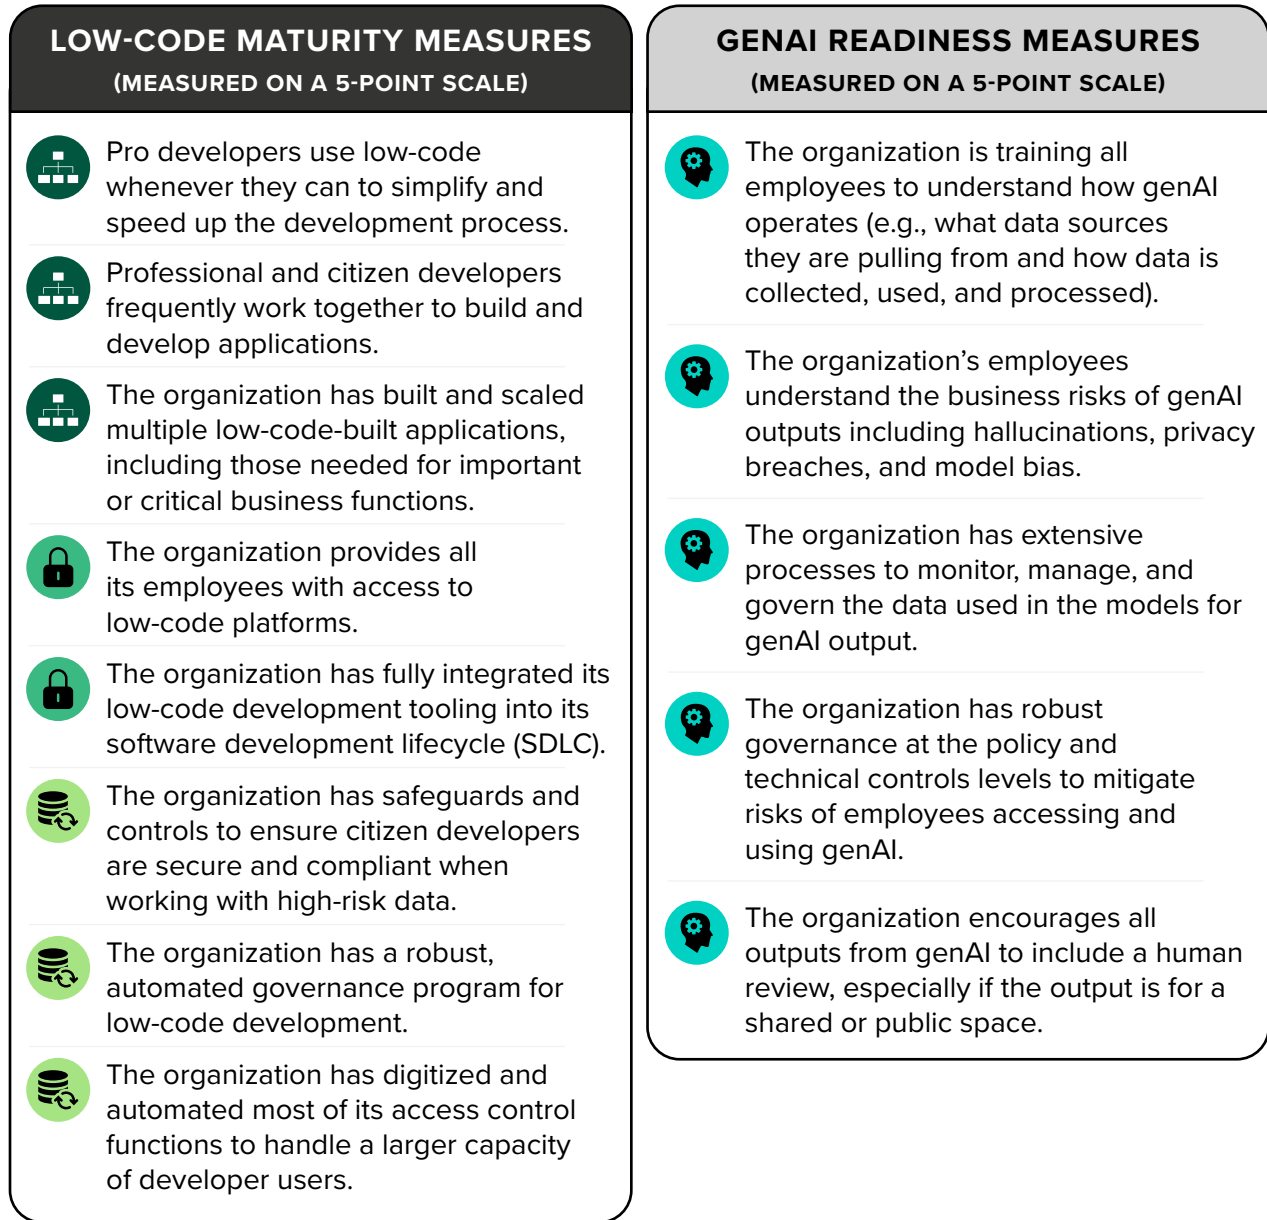 LOW-CODE MATURITY MEASURES
(MEASURED ON A 5-POINT SCALE)
Pro developers use low-code
whenever they can to simplify and
speed up the development process.
Professional and citizen developers
frequently work together to build and
develop applications.
The organization has built and scaled
multiple low-code-built applications,
including those needed for important
or critical business functions.
The organization provides all
its employees with access to
low-code platforms.
The organization has fully integrated its
low-code development tooling into its
software development lifecycle (SDLC).
The organization has safeguards and
controls to ensure citizen developers
are secure and compliant when
working with high-risk data.
The organization has a robust,
automated governance program for
low-code development.
The organization has digitized and
automated most of its access control
functions to handle a larger capacity
of developer users.
GENAI READINESS MEASURES
(MEASURED ON A 5-POINT SCALE)
The organization is training all
employees to understand how genAI
operates (e.g., what data sources
they are pulling from and how data is
collected, used, and processed).
The organization’s employees
understand the business risks of genAI
outputs including hallucinations, privacy
breaches, and model bias.
The organization has extensive
processes to monitor, manage, and
govern the data used in the models for
genAI output.
The organization has robust
governance at the policy and
technical controls levels to mitigate
risks of employees accessing and
using genAI.
The organization encourages all
outputs from genAI to include a human
review, especially if the output is for a
shared or public space.